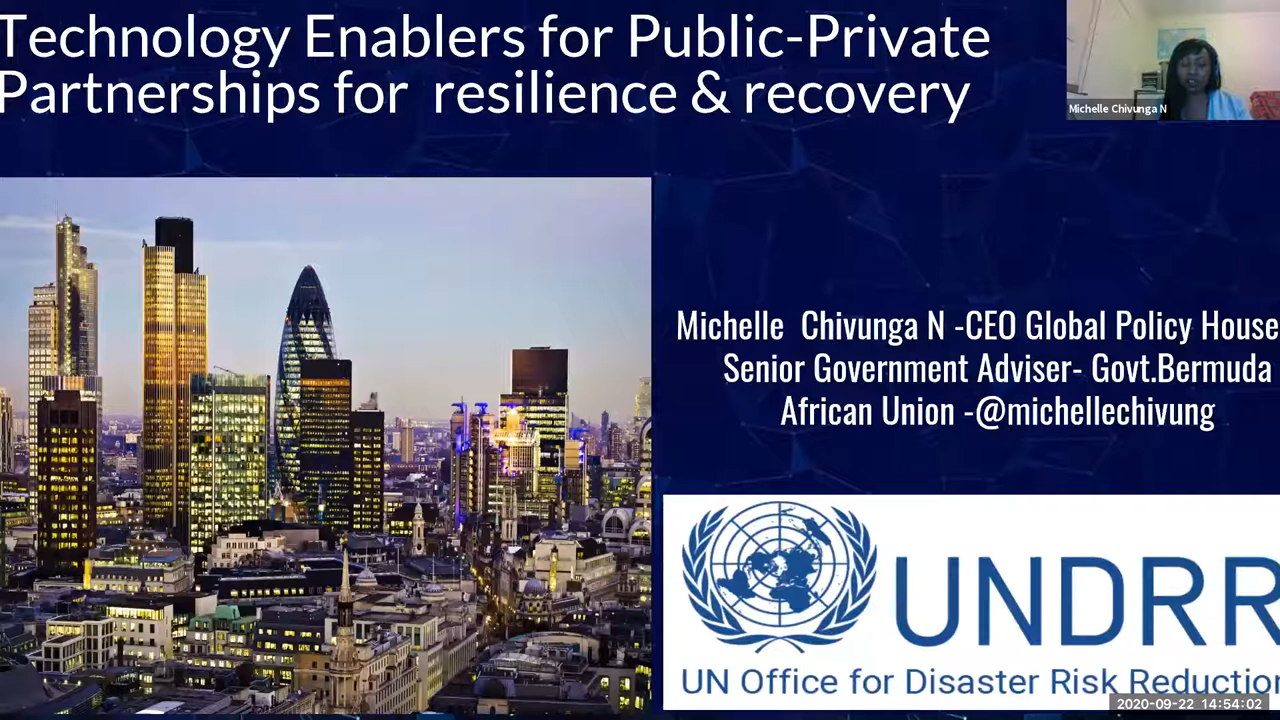 Technology Enablers for Public-Private
Partnerships for resilience & recovery
Michelle Chivunga N
Michelle Chivunga N -CEO Global Policy House
Senior Government Adviser- Govt.Bermuda
African Union -@michellechivung
UNDRR
UN Office for Disaster Risk Reduction
2020-09-22 14:54:02